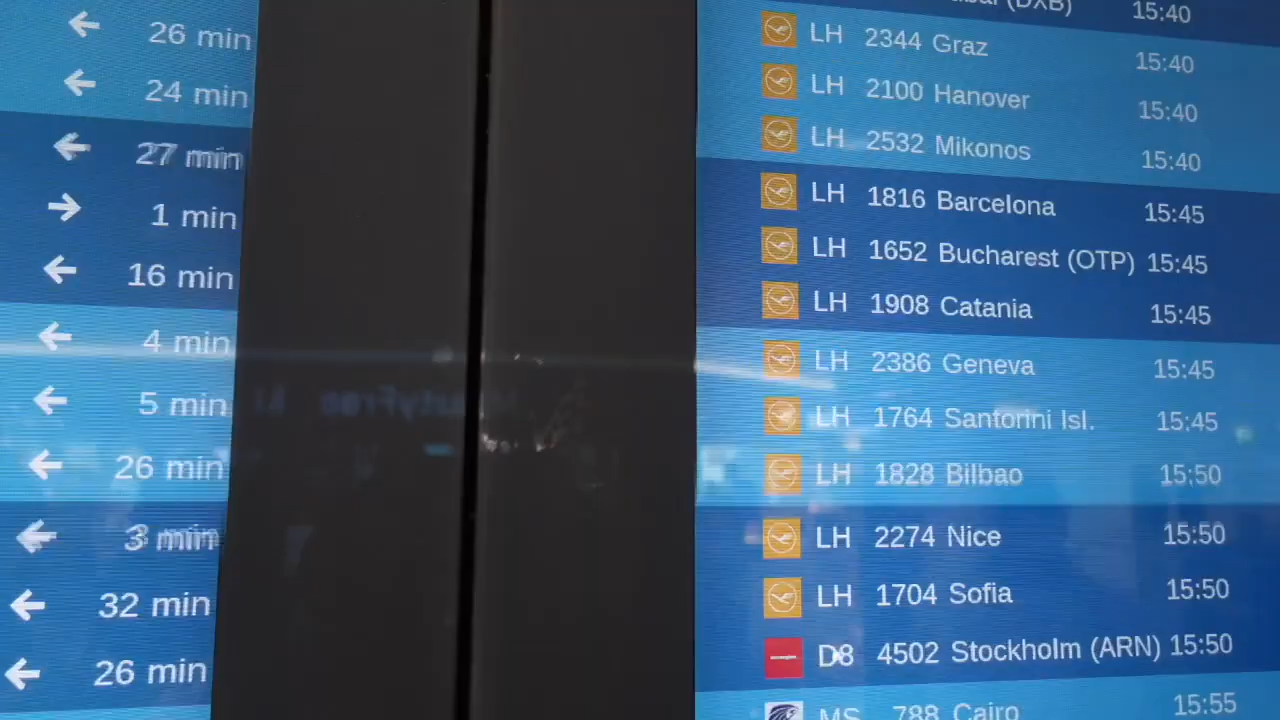 26 min
24 min
27 min
1 min
16 min
4 min
5 min
26 min
3 min
32 min
26 min
(DXB) 15:40
LH 2344 Graz 15:40
LH 2100 Hanover 15:40
LH 2532 Mikonos 15:40
LH 1816 Barcelona 15:45
LH 1652 Bucharest (OTP) 15:45
LH 1908 Catania 15:45
LH 2386 Geneva 15:45
LH 1764 Santorini Isl. 15:45
LH 1828 Bilbao 15:50
LH 2274 Nice 15:50
LH 1704 Sofia 15:50
D8 4502 Stockholm (ARN) 15:50
MS 788 Cairo 15:55